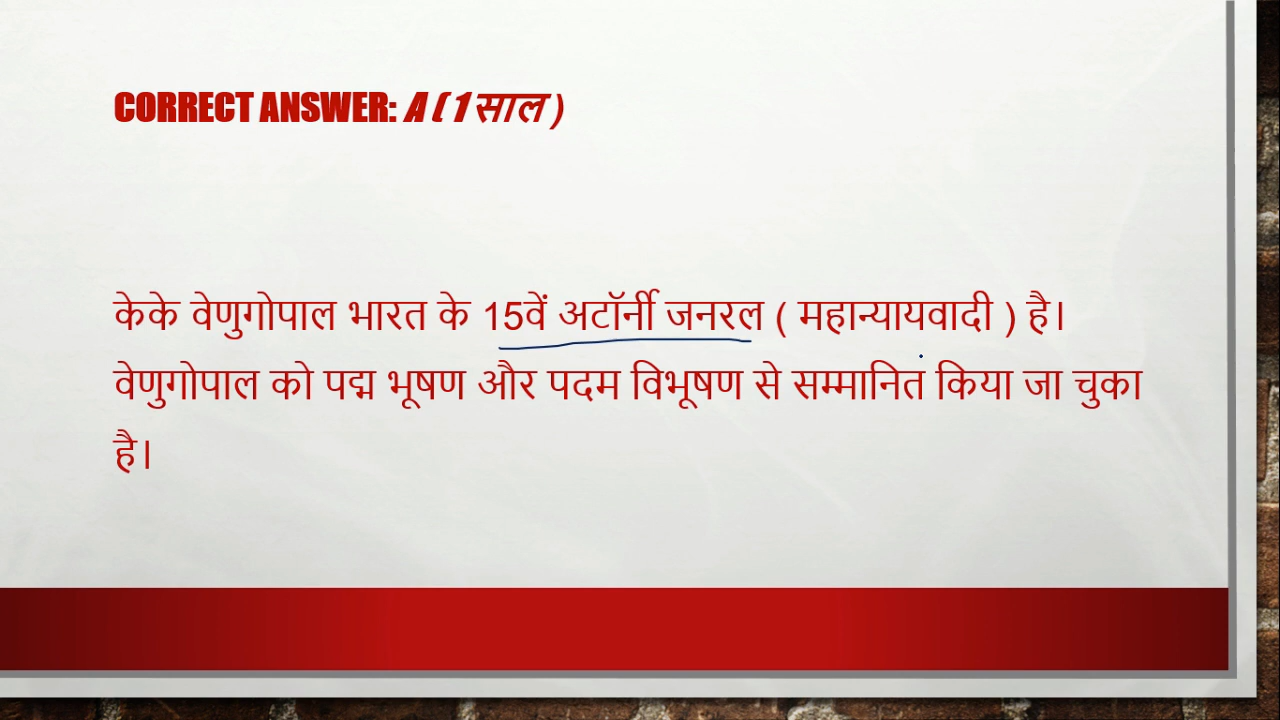 CORRECT ANSWER: A ( 1 साल )
केके वेणुगोपाल भारत के 15वें अटॉर्नी जनरल ( महान्यायवादी ) है।
वेणुगोपाल को पद्म भूषण और पदम विभूषण से सम्मानित किया जा चुका
है।